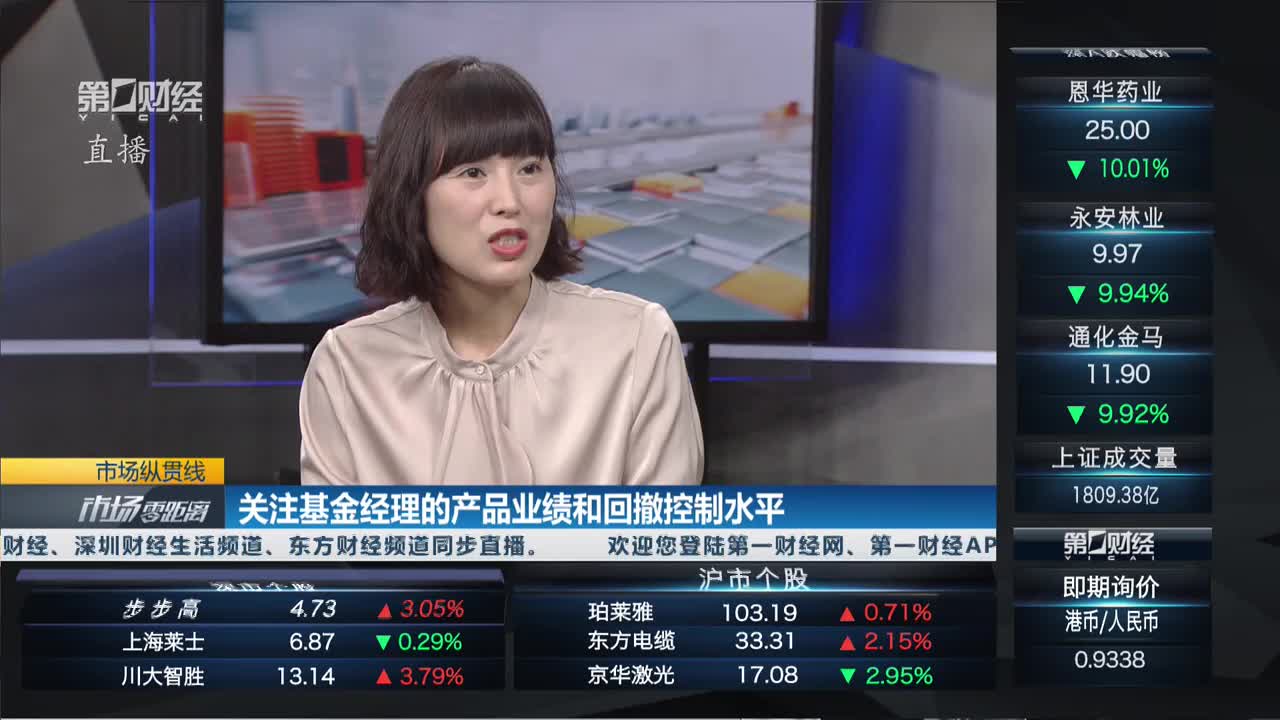 第一财经
YICAI
直播
市场纵贯线
市场零距离
关注基金经理的产品业绩和回撤控制水平
财经、深圳财经生活频道、东方财经频道同步直播。 欢迎您登陆第一财经网、第一财经AP
步步高 4.73 ▲ 3.05%
上海莱士 6.87 ▼ 0.29%
川大智胜 13.14 ▲ 3.79%
沪市个股
珀莱雅 103.19 ▲ 0.71%
东方电缆 33.31 ▲ 2.15%
京华激光 17.08 ▼ 2.95%
恩华药业
25.00
▼ 10.01%
永安林业
9.97
▼ 9.94%
通化金马
11.90
▼ 9.92%
上证成交量
1809.38亿
第一财经
YICAI
即期询价
港币/人民币
0.9338